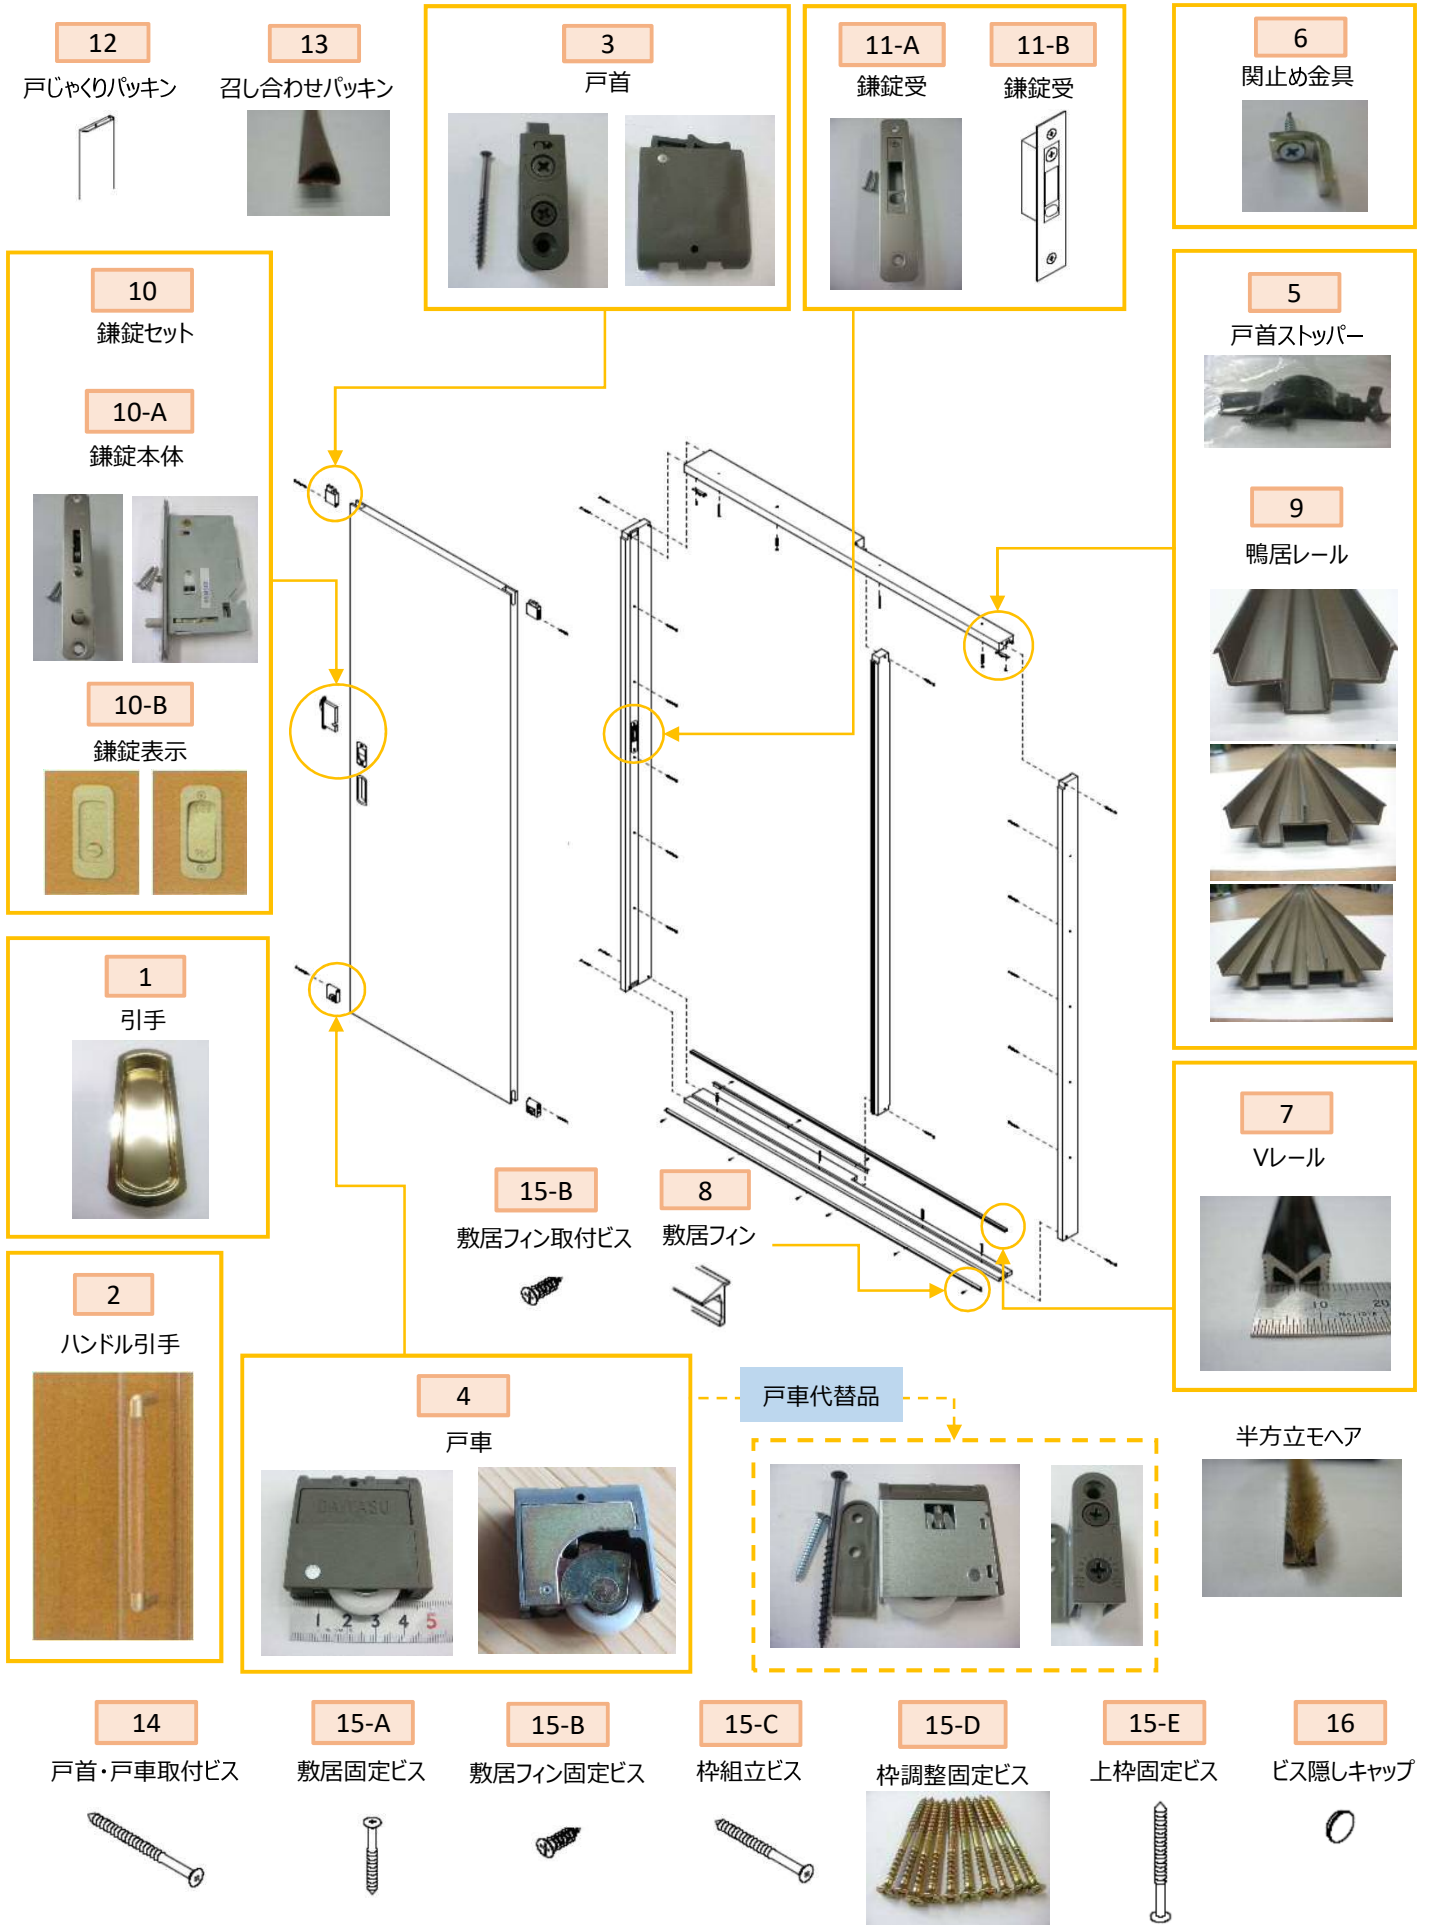 12
戸じゃくりパッキン
13
召し合わせパッキン
3
戸首
11-A
鎌錠受
11-B
鎌錠受
6
関止め金具
10
鎌錠セット
10-A
鎌錠本体
10-B
鎌錠表示
5
戸首ストッパー
9
鴨居レール
1
引手
7
Vレール
10 20
15-B
敷居フィン取付ビス
8
敷居フィン
2
ハンドル引手
4
戸車
1 2 3 4 5
戸車代替品
半方立モヘア
14
戸首・戸車取付ビス
15-A
敷居固定ビス
15-B
敷居フィン固定ビス
15-C
枠組立ビス
15-D
枠調整固定ビス
15-E
上枠固定ビス
16
ビス隠しキャップ